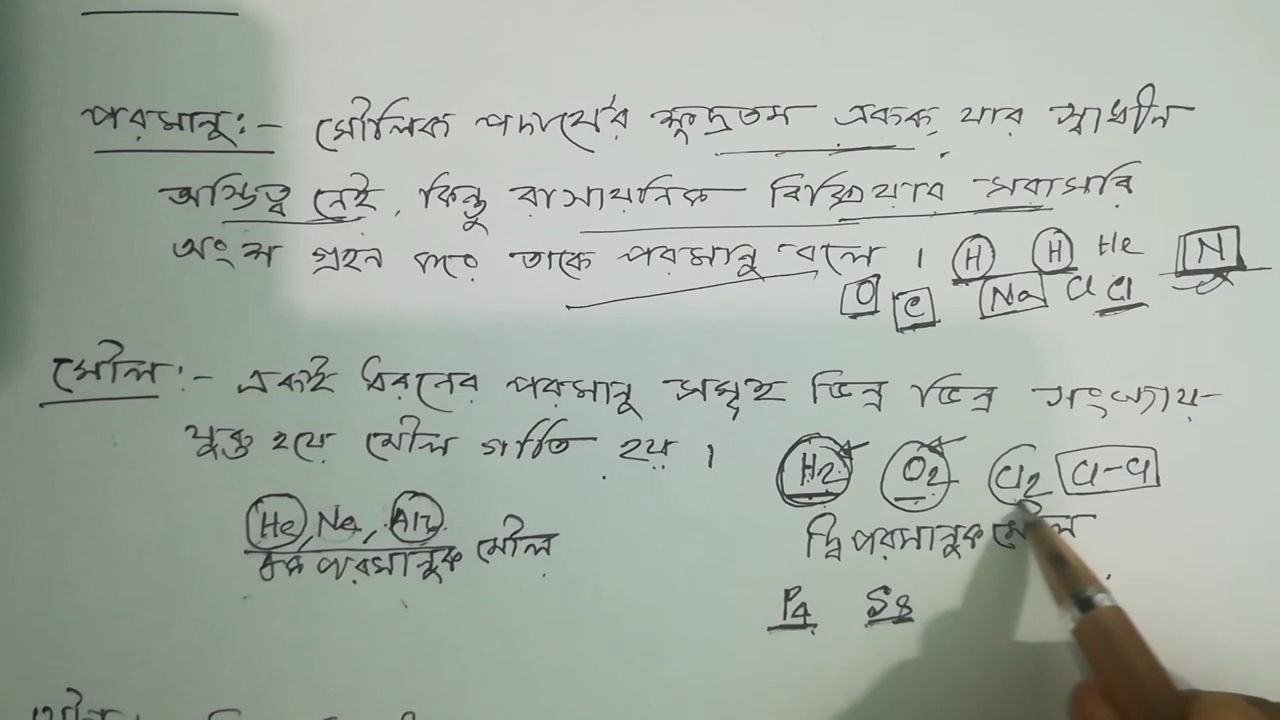 পরমানু:- মৌলিক পদার্থের ক্ষুদ্রতম একক, যার স্বাধীন
অস্তিত্ব নেই, কিন্তু রাসায়নিক বিক্রিয়ার সরাসরি
অংশ গ্রহন করে তাকে পরমানু বলে । H H He N
O C Na Cl Cl
মৌল:- একই ধরনের পরমানু সমূহ ভিন্ন ভিন্ন সংখ্যায়-
যুক্ত হয়ে মৌল গঠিত হয় । H2 O2 Cl2 Cl-Cl
He, Ne,
এক পরমানুক মৌল
দ্বি পরমানুক মৌল
P4 S8